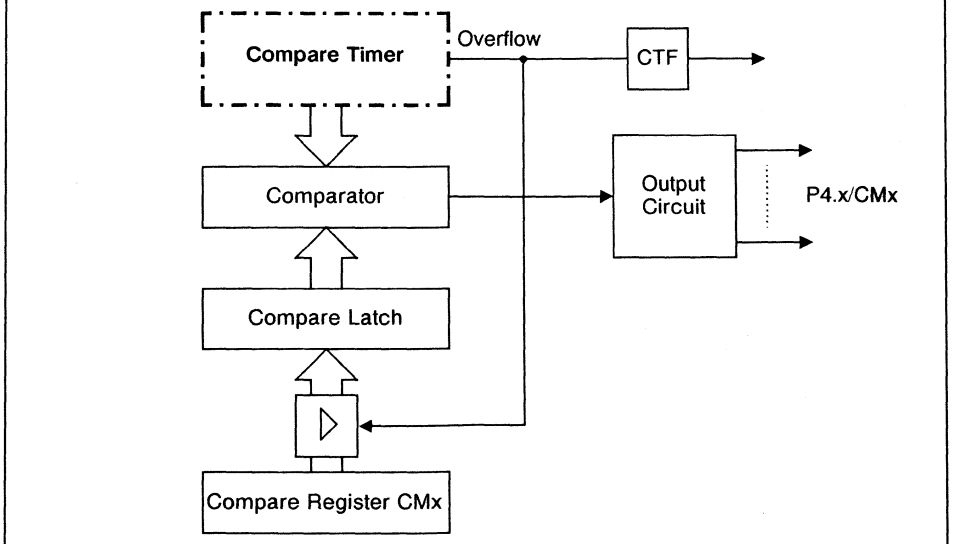 Compare Timer
Overflow
CTF
Comparator
Output
Circuit
P4.x/CMx
Compare Latch
Compare Register CMx